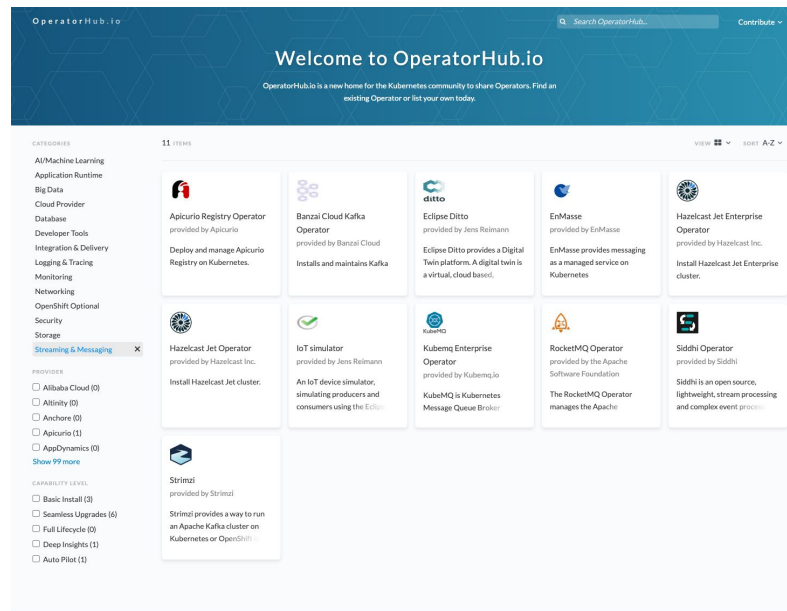 OperatorHub.io
Search OperatorHub...
Contribute
Welcome to OperatorHub.io
OperatorHub.io is a new home for the Kubernetes community to share Operators. Find an
existing Operator or list your own today.
CATEGORIES
AI/Machine Learning
Application Runtime
Big Data
Cloud Provider
Database
Developer Tools
Integration & Delivery
Logging & Tracing
Monitoring
Networking
OpenShift Optional
Security
Storage
Streaming & Messaging
PROVIDER
Alibaba Cloud (0)
Altinity (0)
Anchore (0)
Apicurio (1)
AppDynamics (0)
Show 99 more
CAPABILITY LEVEL
Basic Install (3)
Seamless Upgrades (6)
Full Lifecycle (0)
Deep Insights (1)
Auto Pilot (1)
11 ITEMS
VIEW
SORT A-Z
Apicurio Registry Operator
provided by Apicurio
Deploy and manage Apicurio
Registry on Kubernetes.
Banzai Cloud Kafka
Operator
provided by Banzai Cloud
Installs and maintains Kafka
ditto
Eclipse Ditto
provided by Jens Reimann
Eclipse Ditto provides a Digital
Twin platform. A digital twin is
a virtual, cloud based,
EnMasse
provided by EnMasse
EnMasse provides messaging
as a managed service on
Kubernetes
Hazelcast Jet Enterprise
Operator
provided by Hazelcast Inc.
Install Hazelcast Jet Enterprise
cluster.
Hazelcast Jet Operator
provided by Hazelcast Inc.
Install Hazelcast Jet cluster.
IoT simulator
provided by Jens Reimann
An IoT device simulator,
simulating producers and
consumers using the
KubeMQ
Kubemq Enterprise
Operator
provided by Kubemq.io
KubeMQ is Kubernetes
Message Queue Broker
RocketMQ Operator
provided by the Apache
Software Foundation
The RocketMQ Operator
manages the Apache
Siddhi Operator
provided by Siddhi
Siddhi is an open source,
lightweight, stream processing
and complex event
Strimzi
provided by Strimzi
Strimzi provides a way to run
an Apache Kafka cluster on
Kubernetes or OpenShift